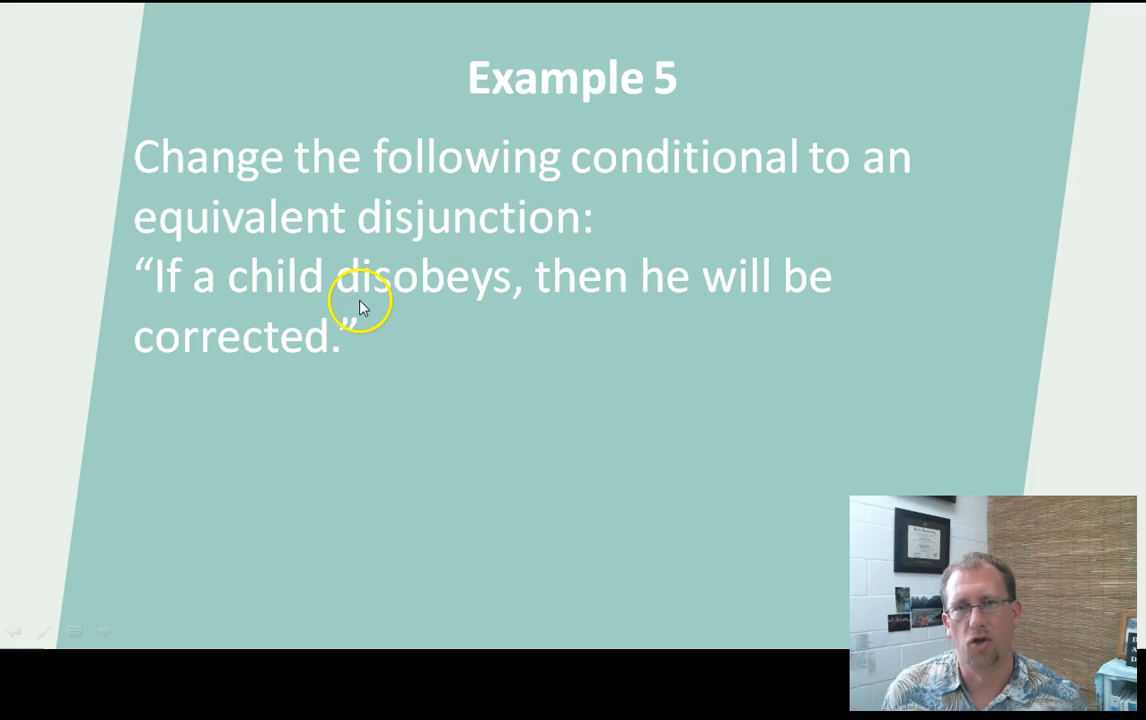 Example 5
Change the following conditional to an
equivalent disjunction:
“If a child disobeys, then he will be
corrected.”